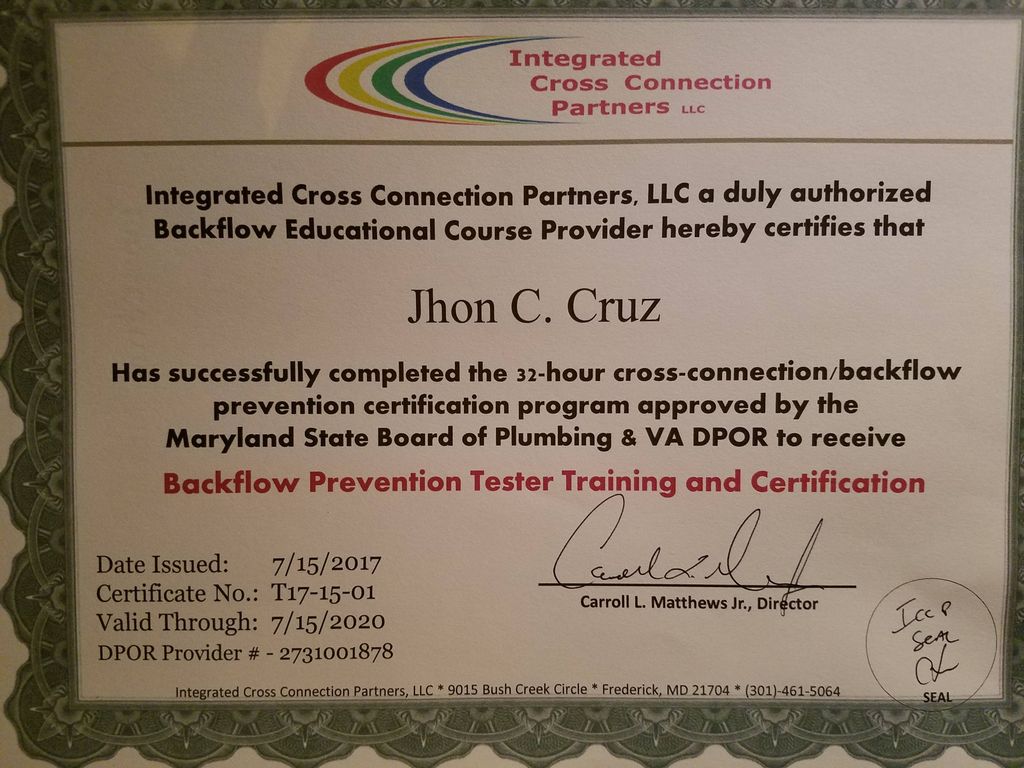 Integrated
Cross Connection
Partners LLC
Integrated Cross Connection Partners, LLC a duly authorized
Backflow Educational Course Provider hereby certifies that
Jhon C. Cruz
Has successfully completed the 32-hour cross-connection/backflow
prevention certification program approved by the
Maryland State Board of Plumbing & VA DPOR to receive
Backflow Prevention Tester Training and Certification
Date Issued: 7/15/2017
Certificate No.: T17-15-01
Valid Through: 7/15/2020
DPOR Provider # - 2731001878
Carroll L. Matthews Jr., Director
ICCP
Seal
SEAL
Integrated Cross Connection Partners, LLC * 9015 Bush Creek Circle * Frederick, MD 21704 * (301)-461-5064